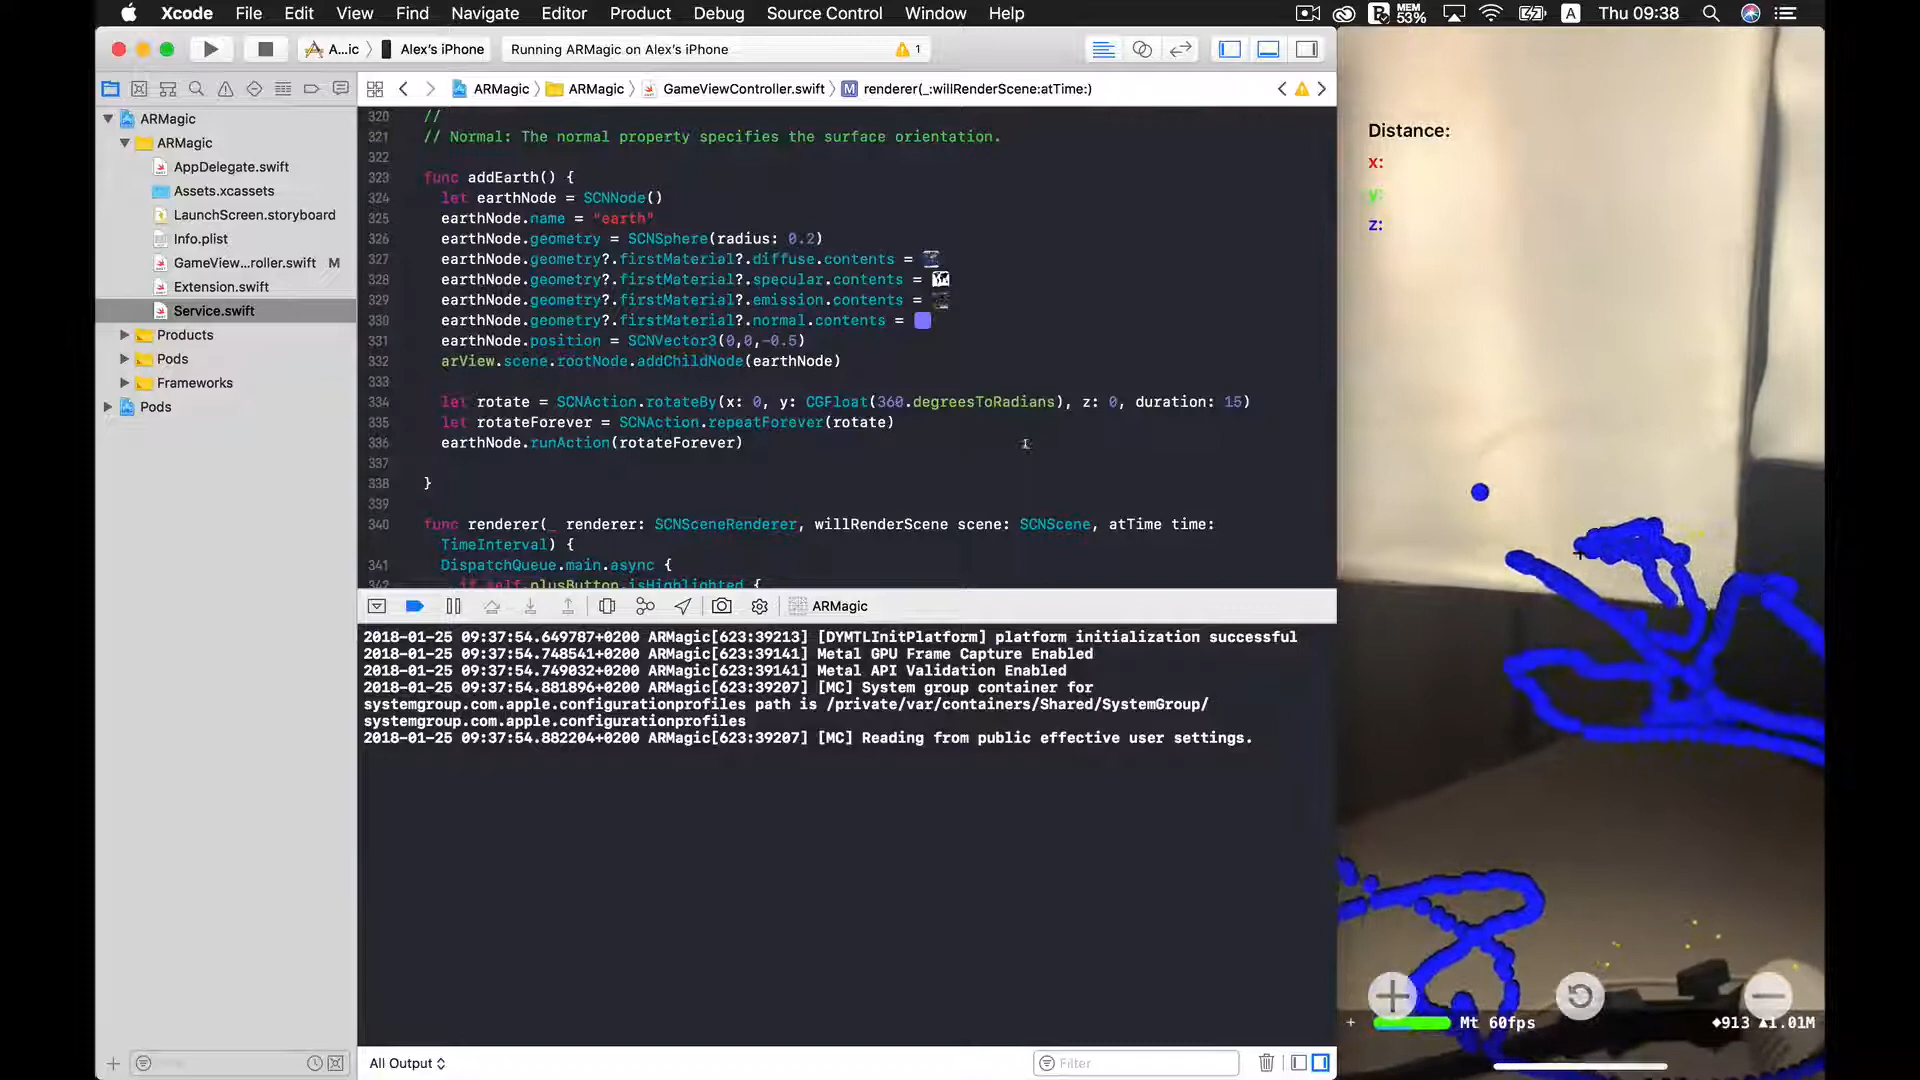 Xcode File Edit View Find Navigate Editor Product Debug Source Control Window Help MEM 53% A Thu 09:38
A...ic Alex's iPhone Running ARMagic on Alex's iPhone 1
ARMagic ARMagic GameViewController.swift M renderer(_:willRenderScene:atTime:)
ARMagic
ARMagic
AppDelegate.swift
Assets.xcassets
LaunchScreen.storyboard
Info.plist
GameView...roller.swift M
Extension.swift
Service.swift
Products
Pods
Frameworks
Pods
320 //
321 // Normal: The normal property specifies the surface orientation.
322
323 func addEarth() {
324 let earthNode = SCNNode()
325 earthNode.name = "earth"
326 earthNode.geometry = SCNSphere(radius: 0.2)
327 earthNode.geometry?.firstMaterial?.diffuse.contents =
328 earthNode.geometry?.firstMaterial?.specular.contents =
329 earthNode.geometry?.firstMaterial?.emission.contents =
330 earthNode.geometry?.firstMaterial?.normal.contents =
331 earthNode.position = SCNVector3(0,0,-0.5)
332 arView.scene.rootNode.addChildNode(earthNode)
333
334 let rotate = SCNAction.rotateBy(x: 0, y: CGFloat(360.degreesToRadians), z: 0, duration: 15)
335 let rotateForever = SCNAction.repeatForever(rotate)
336 earthNode.runAction(rotateForever)
337
338 }
339
340 func renderer(_ renderer: SCNSceneRenderer, willRenderScene scene: SCNScene, atTime time:
TimeInterval) {
341 DispatchQueue.main.async {
342 if self.plusButton.isHighlighted {
ARMagic
2018-01-25 09:37:54.649787+0200 ARMagic[623:39213] [DYMTLInitPlatform] platform initialization successful
2018-01-25 09:37:54.748541+0200 ARMagic[623:39141] Metal GPU Frame Capture Enabled
2018-01-25 09:37:54.749032+0200 ARMagic[623:39141] Metal API Validation Enabled
2018-01-25 09:37:54.881896+0200 ARMagic[623:39207] [MC] System group container for
systemgroup.com.apple.configurationprofiles path is /private/var/containers/Shared/SystemGroup/
systemgroup.com.apple.configurationprofiles
2018-01-25 09:37:54.882204+0200 ARMagic[623:39207] [MC] Reading from public effective user settings.
All Output Filter
Distance:
x:
y:
z:
+ Mt 60fps ♦913 ▲1.01M